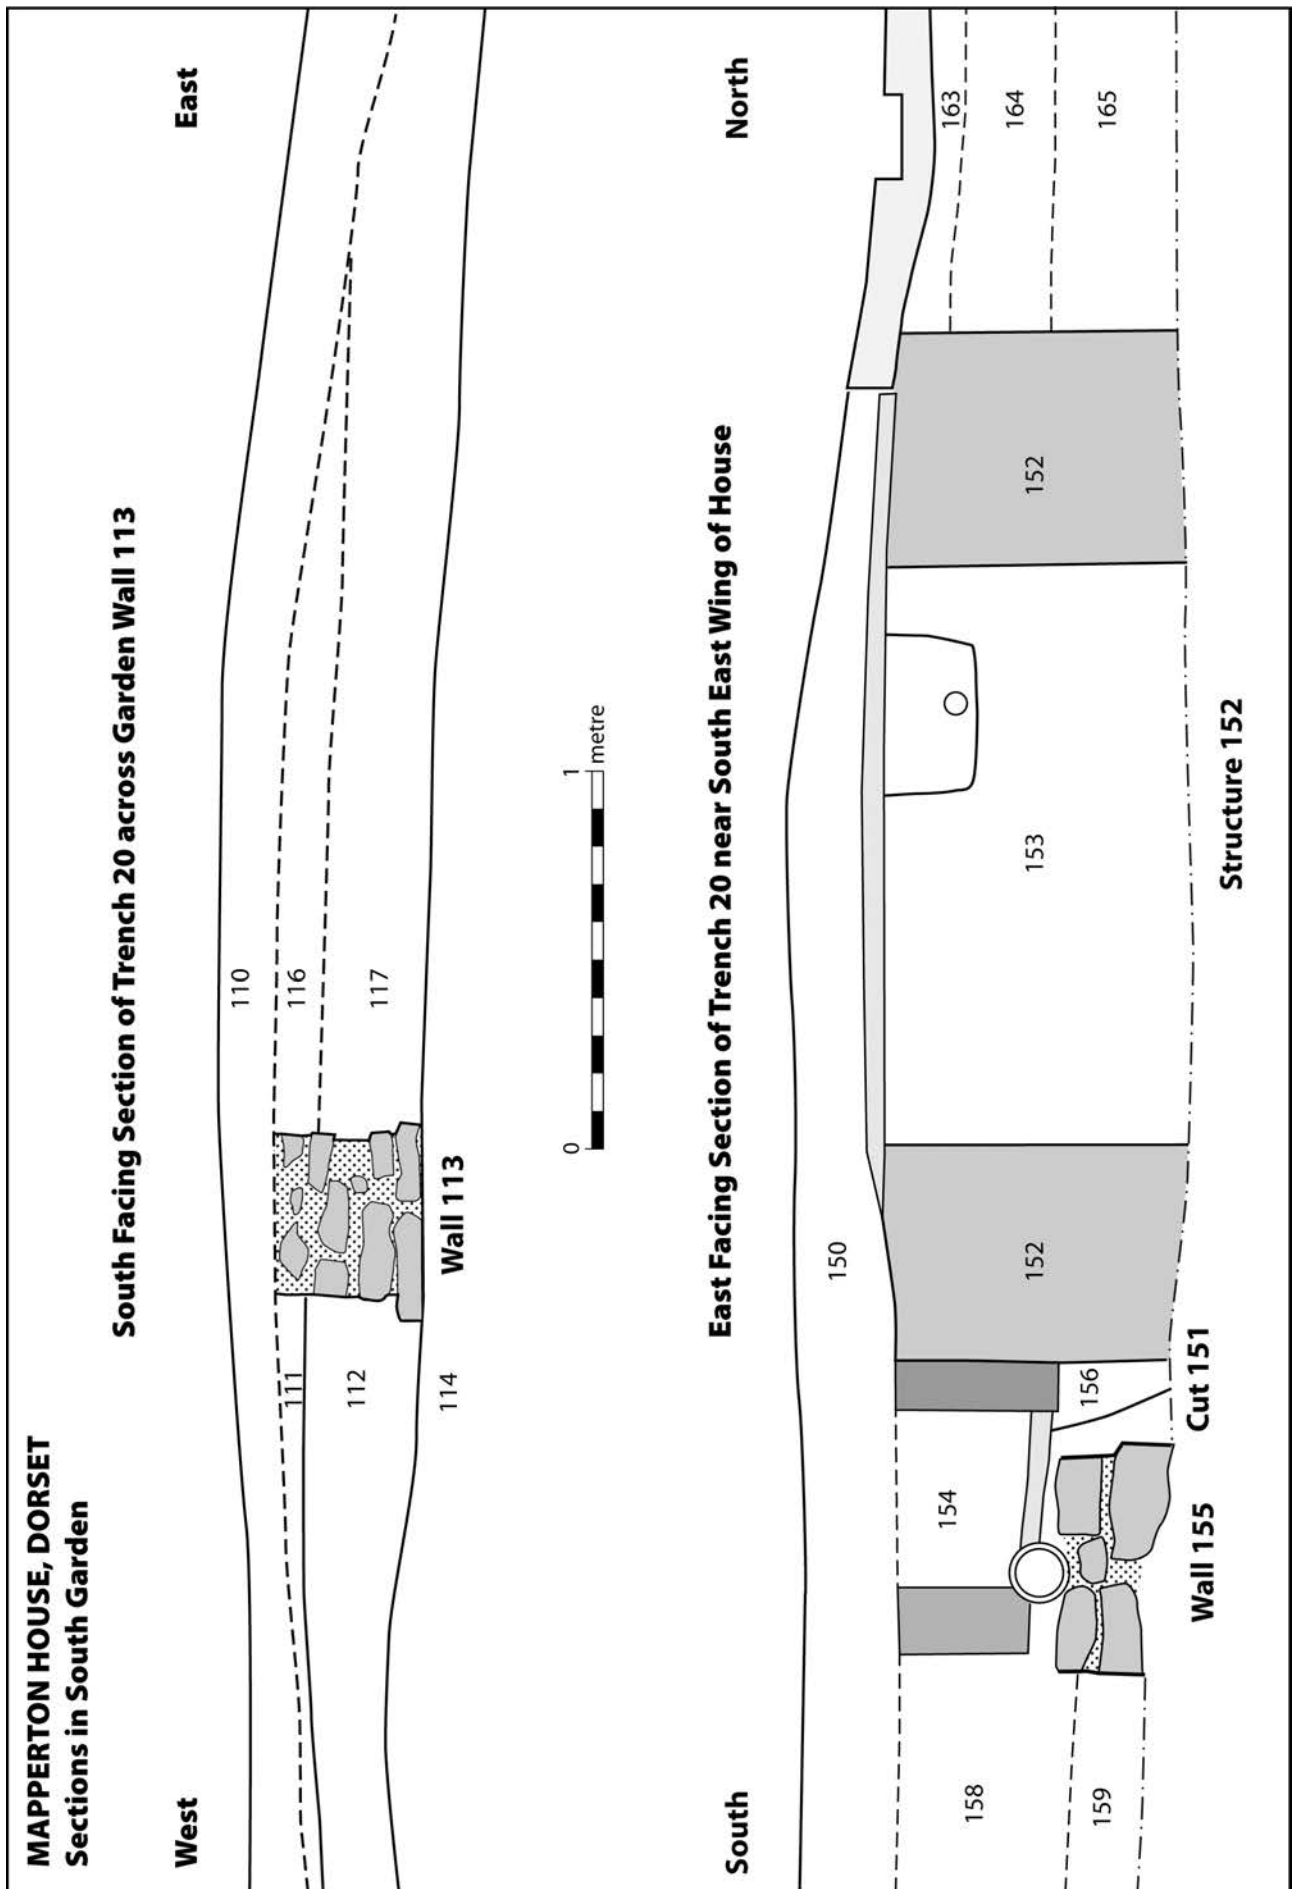 MAPPERTON HOUSE, DORSET
Sections in South Garden
South Facing Section of Trench 20 across Garden Wall 113
West
East
110
111
116
112
117
114
Wall 113
0
1
metre
East Facing Section of Trench 20 near South East Wing of House
South
North
150
163
154
164
158
152
153
152
156
159
165
Wall 155
Cut 151
Structure 152